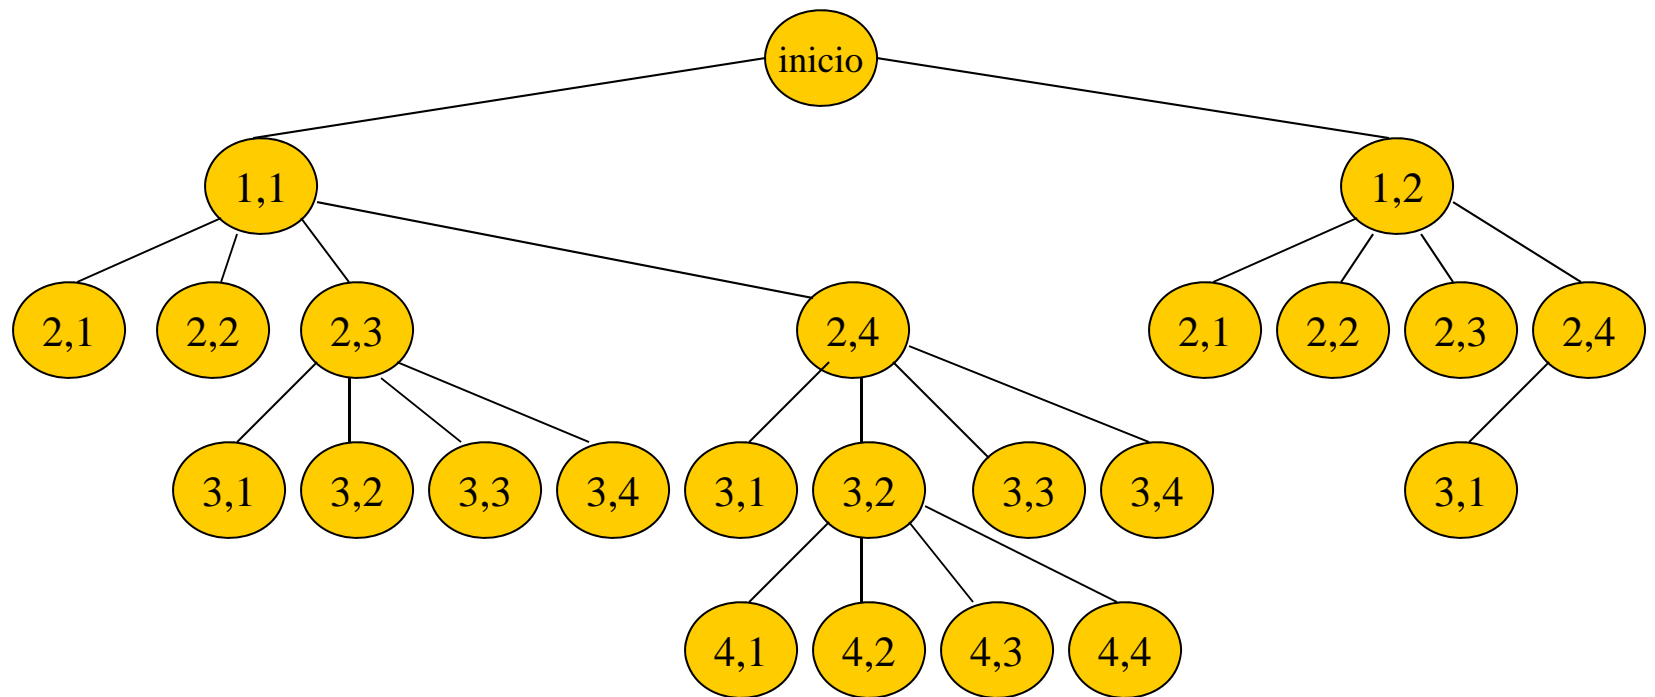 inicio
1,1 1,2
2,1 2,2 2,3 2,4 2,1 2,2 2,3 2,4
3,1 3,2 3,3 3,4 3,1 3,2 3,3 3,4 3,1
4,1 4,2 4,3 4,4